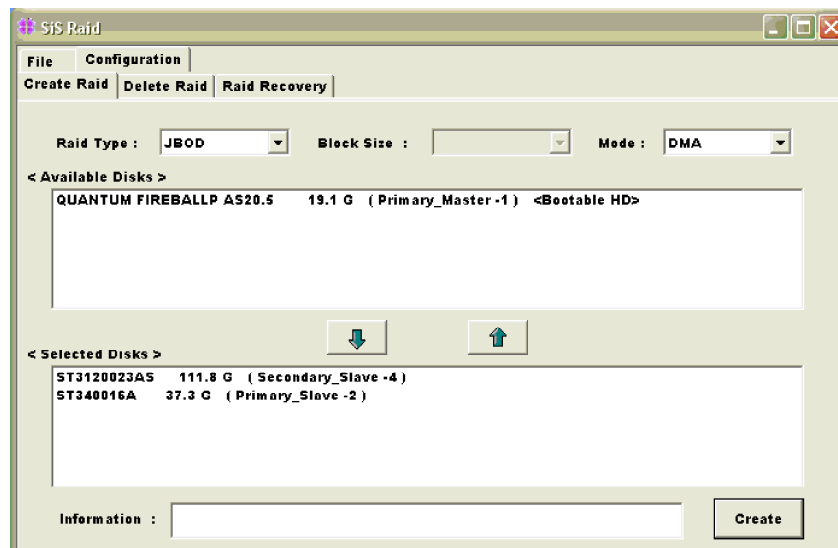 SiS Raid
File Configuration
Create Raid Delete Raid Raid Recovery
Raid Type : JBOD Block Size : Mode : DMA
< Available Disks >
QUANTUM FIREBALLP AS20.5 19.1 G ( Primary_Master -1 ) <Bootable HD>
< Selected Disks >
ST3120023AS 111.8 G ( Secondary_Slave -4 )
ST340016A 37.3 G ( Primary_Slave -2 )
Information : Create